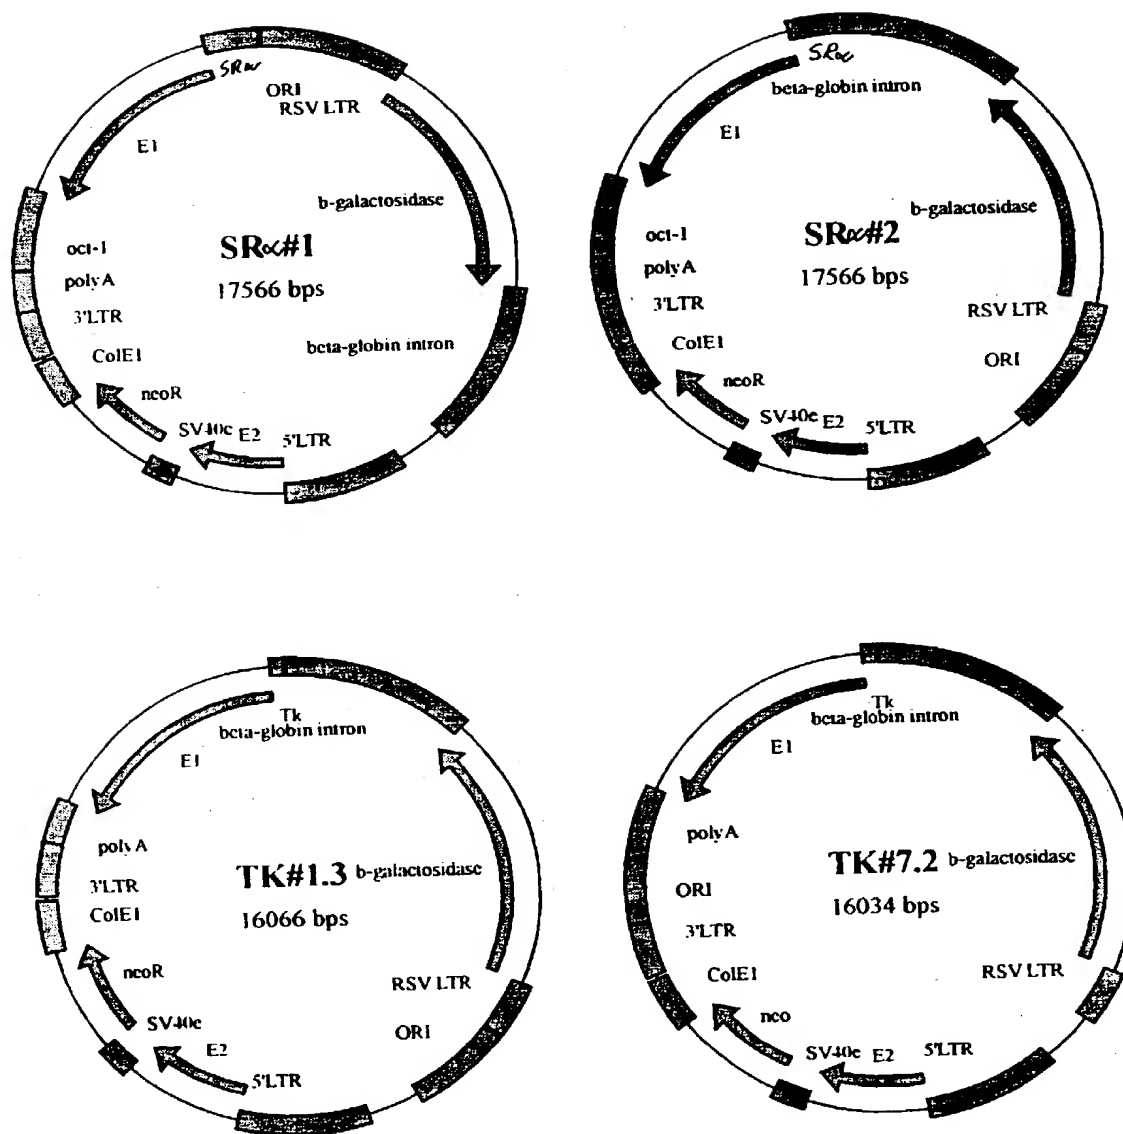 SRα
ORI
RSV LTR
E1
b-galactosidase
oct-1
SRα#1
polyA
17566 bps
3'LTR
beta-globin intron
ColE1
neoR
SV40e E2 5'LTR
SRα
beta-globin intron
E1
b-galactosidase
oct-1
SRα#2
polyA
17566 bps
3'LTR
RSV LTR
ColE1
ORI
neoR
SV40e E2 5'LTR
Tk
beta-globin intron
E1
polyA
TK#1.3 b-galactosidase
3'LTR
16066 bps
ColE1
neoR
RSV LTR
SV40e
ORI
E2
5'LTR
Tk
beta-globin intron
E1
polyA
TK#7.2 b-galactosidase
ORI
16034 bps
3'LTR
ColE1
RSV LTR
neo
SV40e E2 5'LTR